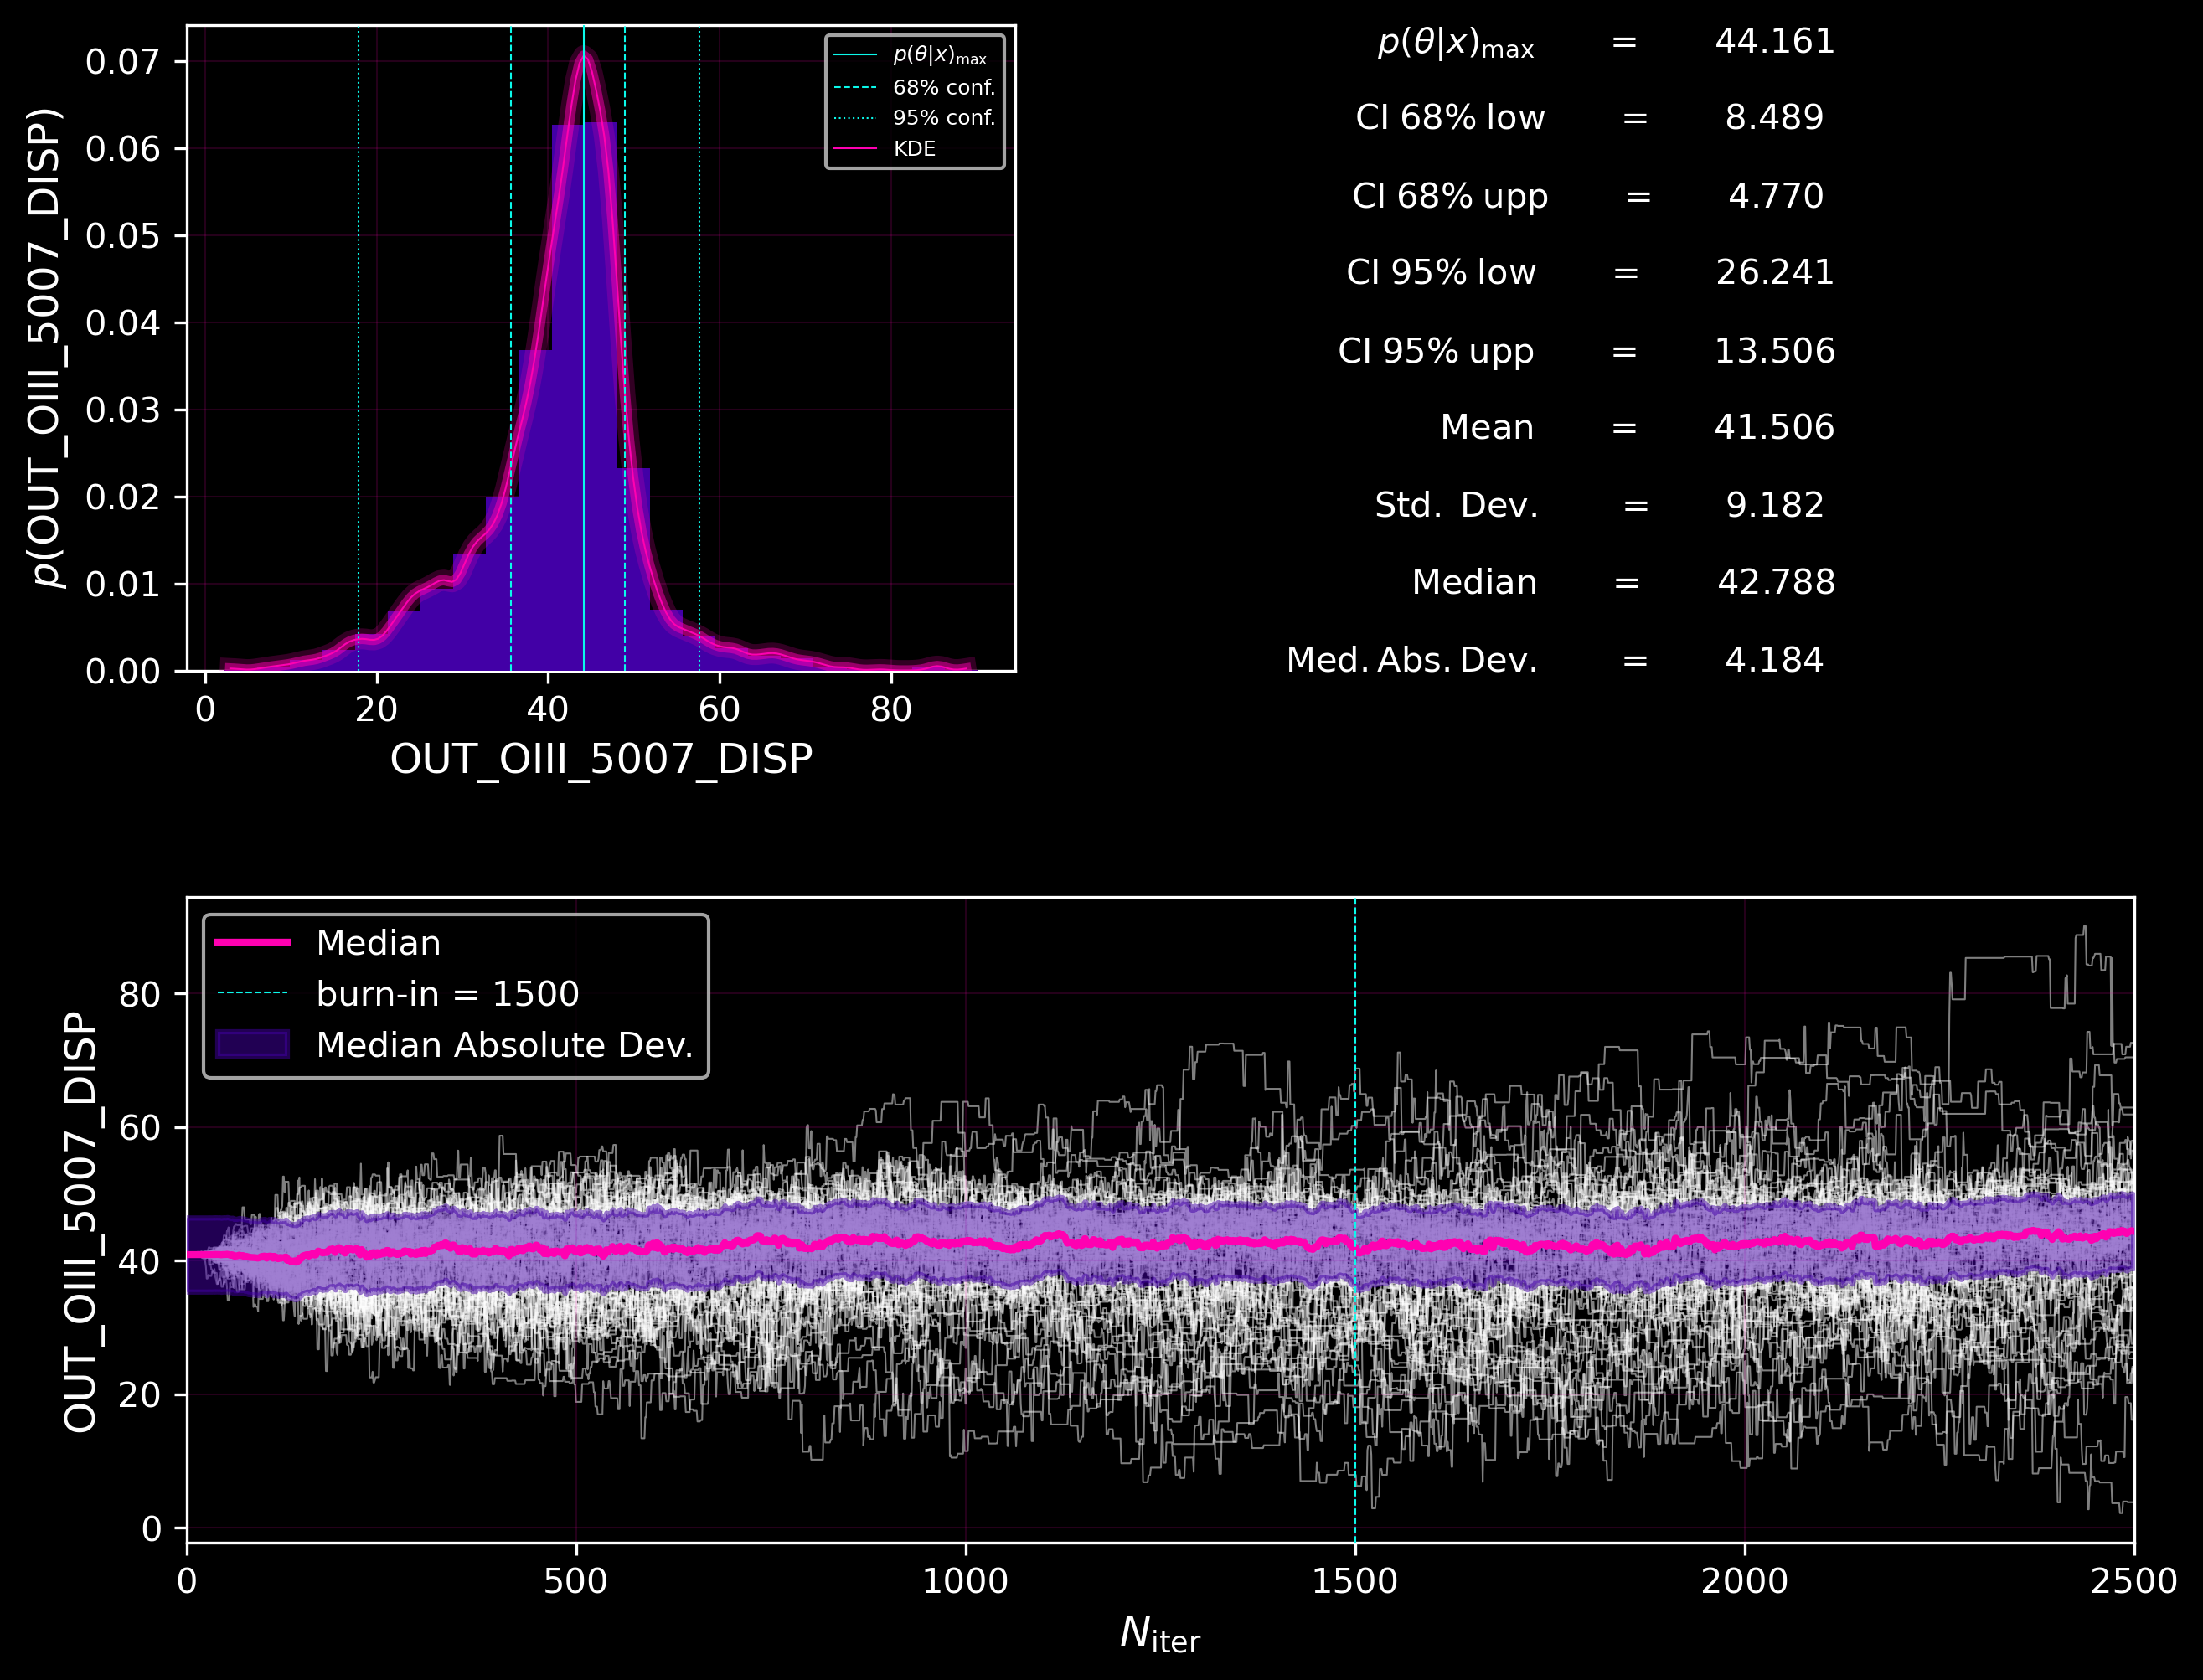 p(OUT_OIII_5007_DISP)
0.07
0.06
0.05
0.04
0.03
0.02
0.01
0.00
0 20 40 60 80
OUT_OIII_5007_DISP
p(θ|x)max
68% conf.
95% conf.
KDE
p(θ|x)max = 44.161
CI 68% low = 8.489
CI 68% upp = 4.770
CI 95% low = 26.241
CI 95% upp = 13.506
Mean = 41.506
Std. Dev. = 9.182
Median = 42.788
Med. Abs. Dev. = 4.184
OUT_OIII_5007_DISP
80
60
40
20
0
Median
burn-in = 1500
Median Absolute Dev.
0 500 1000 1500 2000 2500
Niter